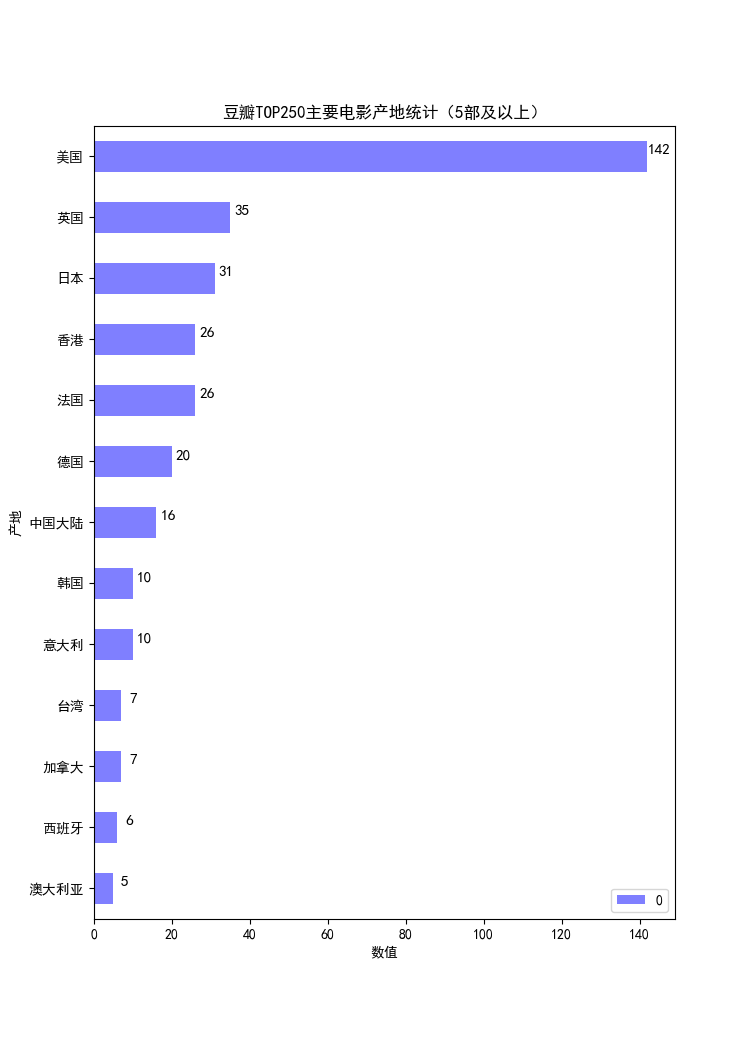 豆瓣TOP250主要电影产地统计（5部及以上）
美国 142
英国 35
日本 31
香港 26
法国 26
德国 20
中国大陆 16
韩国 10
意大利 10
台湾 7
加拿大 7
西班牙 6
澳大利亚 5
产地
0
0 20 40 60 80 100 120 140
数值